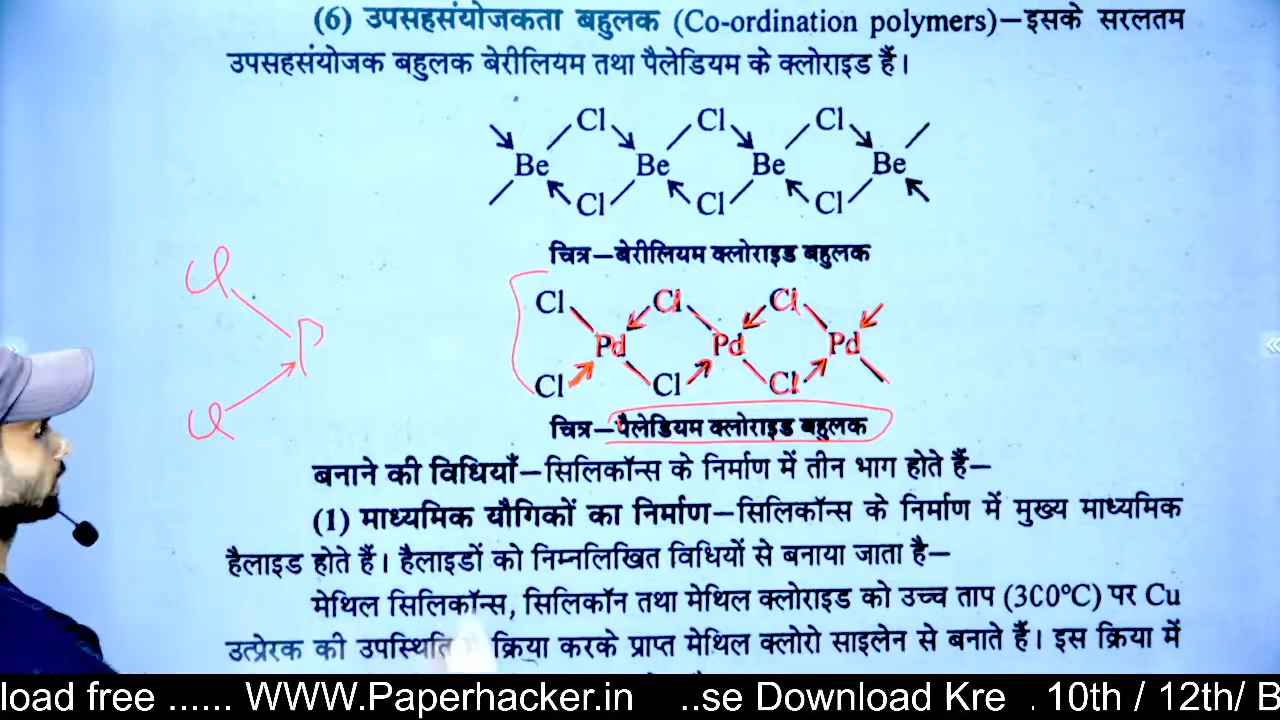 (6) उपसहसंयोजकता बहुलक (Co-ordination polymers)—इसके सरलतम
उपसहसंयोजक बहुलक बेरीलियम तथा पैलेडियम के क्लोराइड हैं।
Cl Cl Cl
Be Be Be Be
Cl Cl Cl
चित्र—बेरीलियम क्लोराइड बहुलक
Cl Cl Cl
Pd Pd Pd
Cl Cl Cl
चित्र—पैलेडियम क्लोराइड बहुलक
Cl
P
Cl
बनाने की विधियाँ—सिलिकॉन्स के निर्माण में तीन भाग होते हैं—
(1) माध्यमिक यौगिकों का निर्माण—सिलिकॉन्स के निर्माण में मुख्य माध्यमिक
हैलाइड होते हैं। हैलाइडों को निम्नलिखित विधियों से बनाया जाता है—
मेथिल सिलिकॉन्स, सिलिकॉन तथा मेथिल क्लोराइड को उच्च ताप (300°C) पर Cu
उत्प्रेरक की उपस्थिति क्रिया करके प्राप्त मेथिल क्लोरो साइलेन से बनाते हैं। इस क्रिया में
load free ...... WWW.Paperhacker.in ..se Download Kre . 10th / 12th/ B